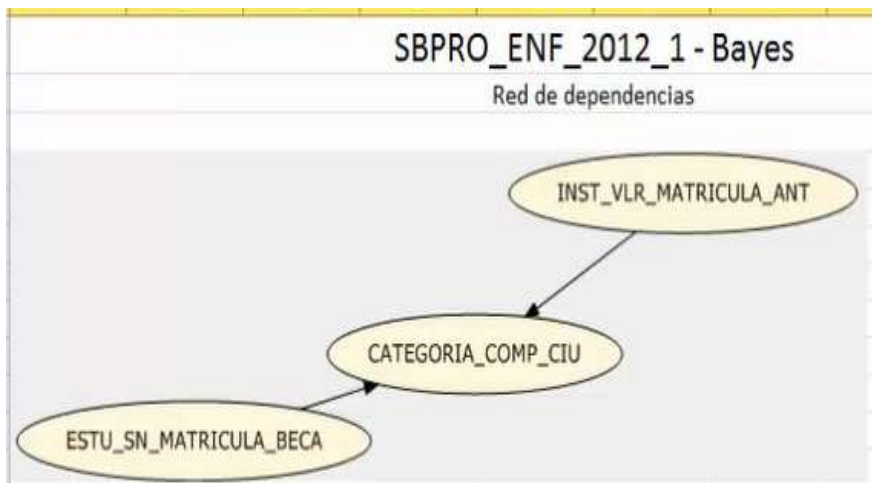 SBPRO_ENF_2012_1 - Bayes
Red de dependencias
INST_VLR_MATRICULA_ANT
CATEGORIA_COMP_CIU
ESTU_SN_MATRICULA_BECA